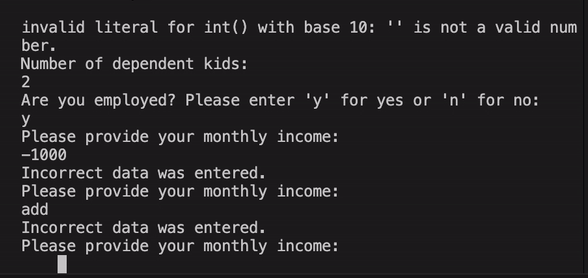 invalid literal for int() with base 10: '' is not a valid num
ber.
Number of dependent kids:
2
Are you employed? Please enter 'y' for yes or 'n' for no:
y
Please provide your monthly income:
-1000
Incorrect data was entered.
Please provide your monthly income:
add
Incorrect data was entered.
Please provide your monthly income: